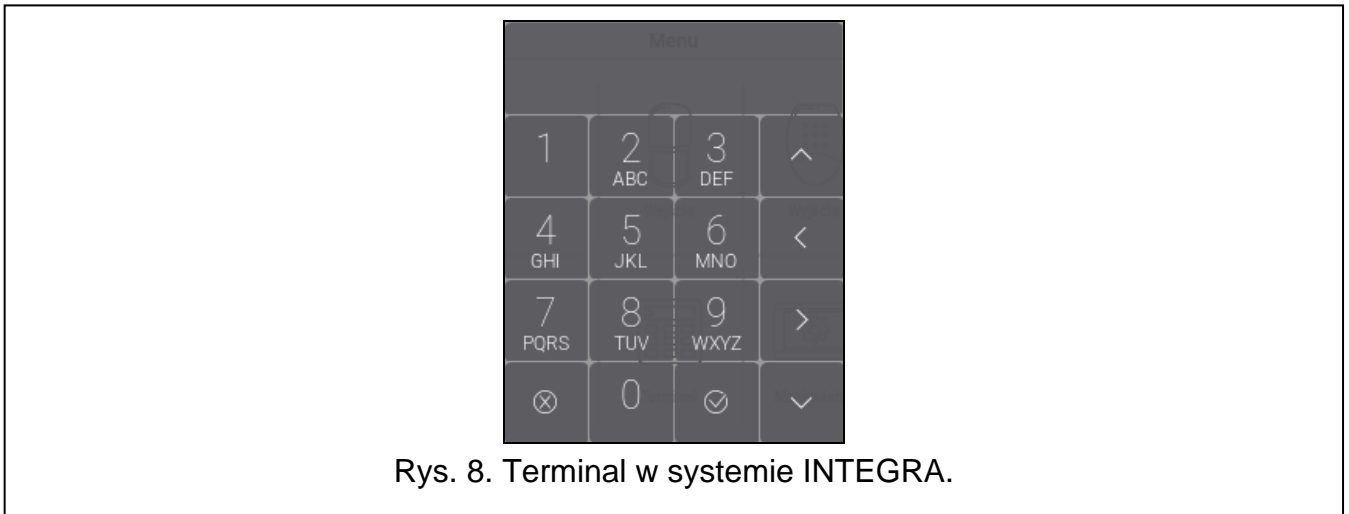 Menu
1 2 3
ABC DEF
4 5 6
GHI JKL MNO
7 8 9
PQRS TUV WXYZ
0
Rys. 8. Terminal w systemie INTEGRA.